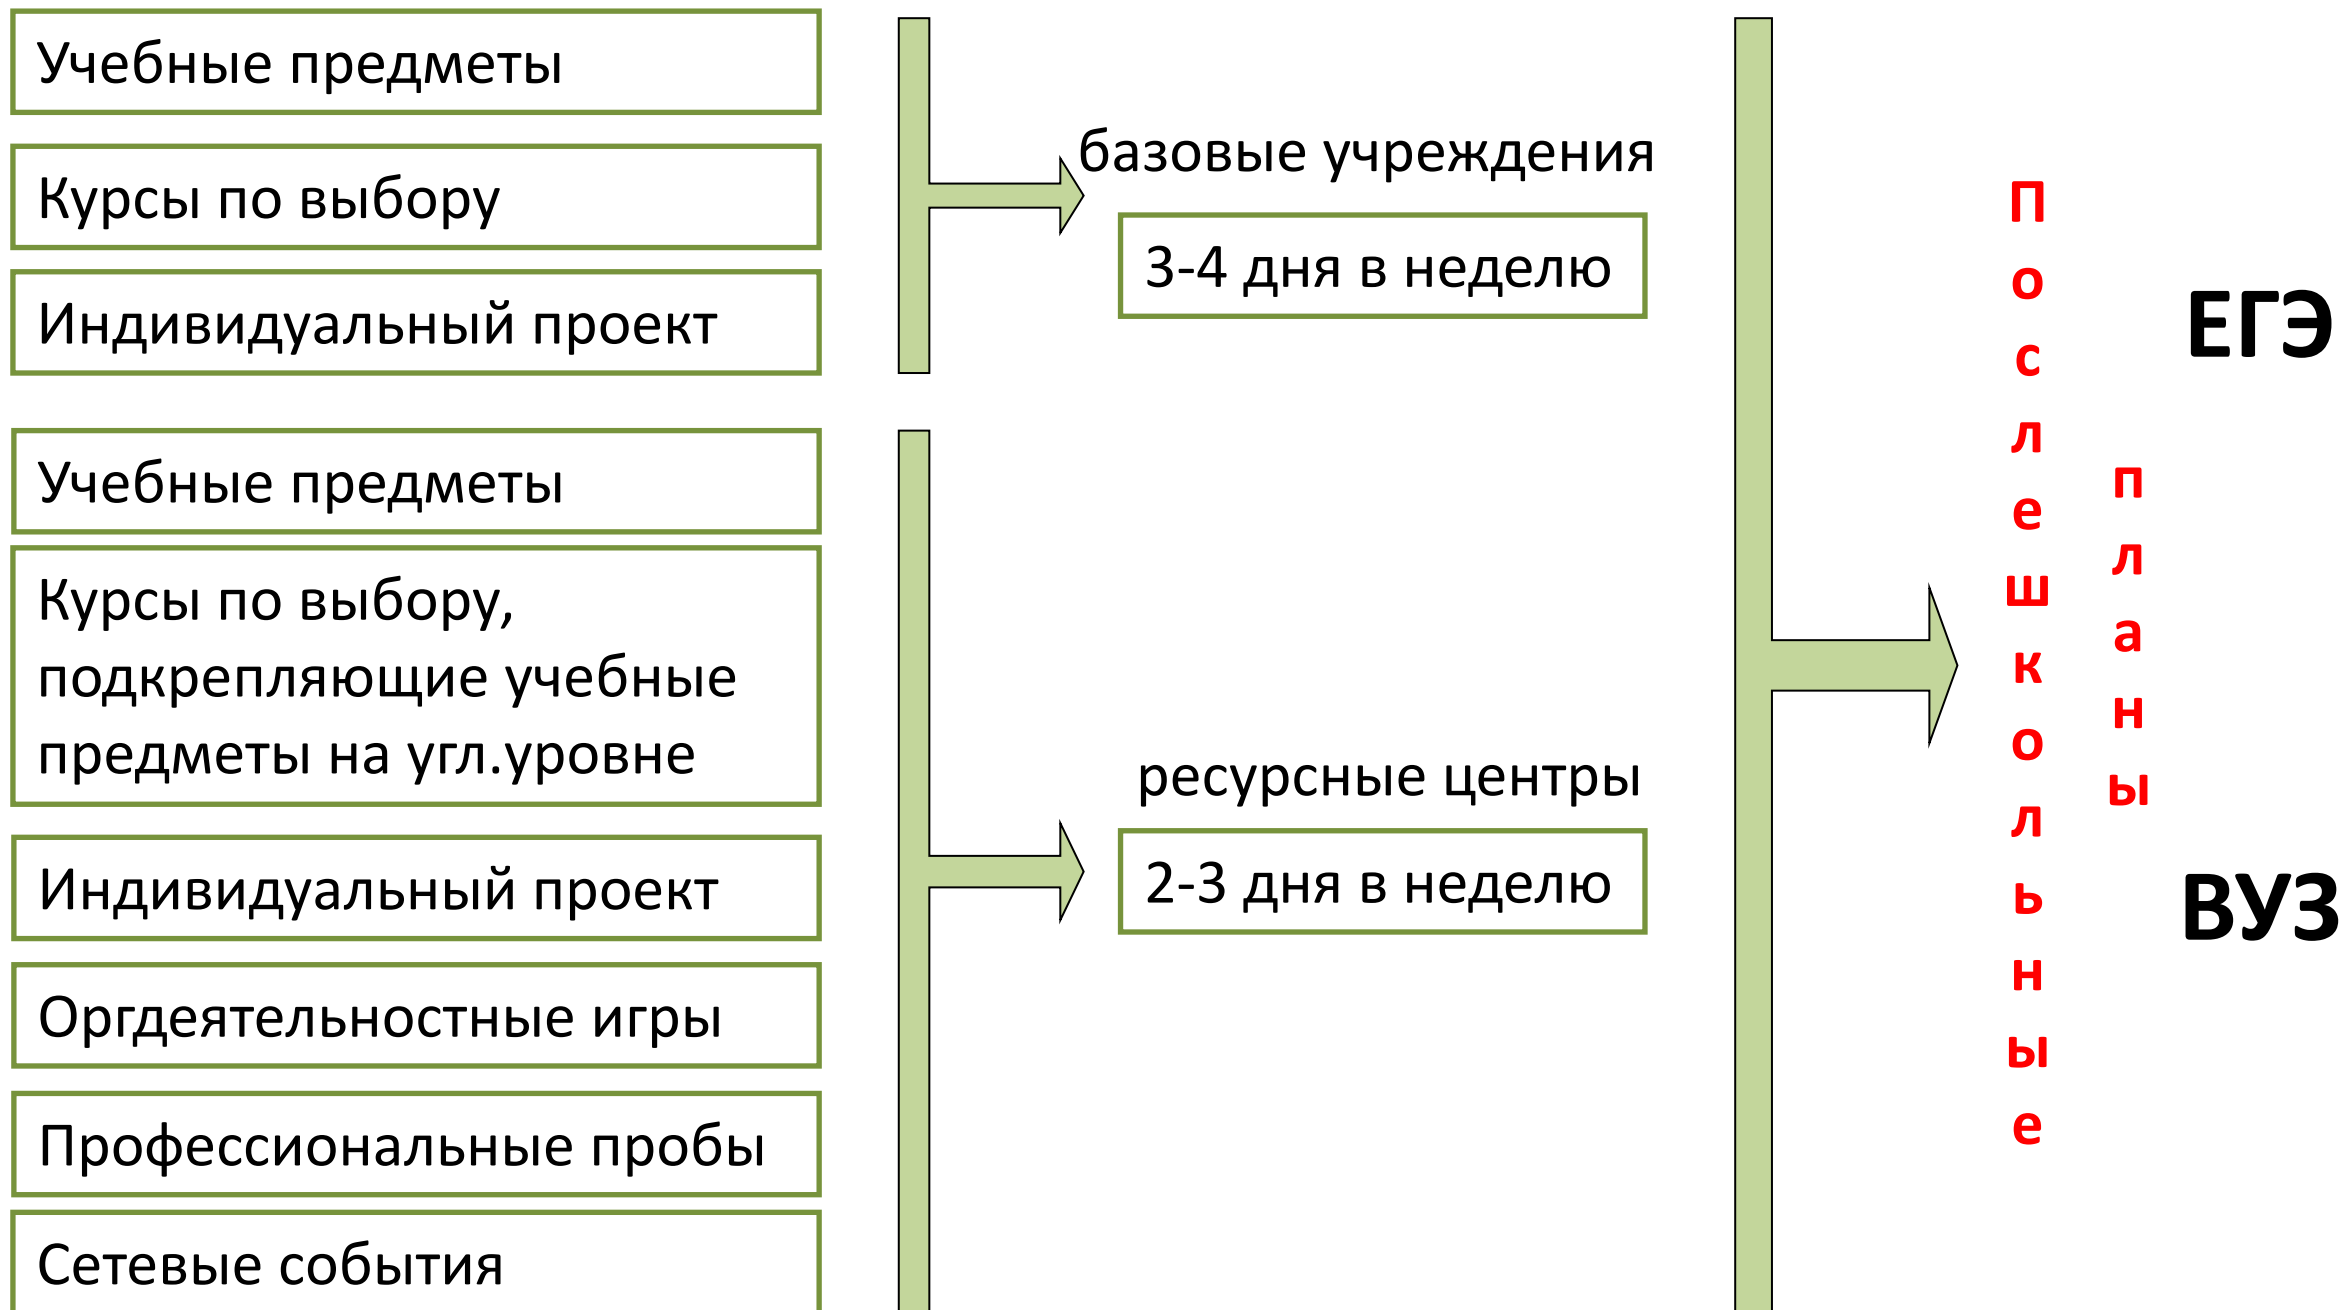 Учебные предметы
Курсы по выбору
Индивидуальный проект
базовые учреждения
3-4 дня в неделю
Учебные предметы
Курсы по выбору,
подкрепляющие учебные
предметы на угл.уровне
Индивидуальный проект
Оргдеятельностные игры
Профессиональные пробы
Сетевые события
ресурсные центры
2-3 дня в неделю
Послешкольные
планы
ЕГЭ
ВУЗ